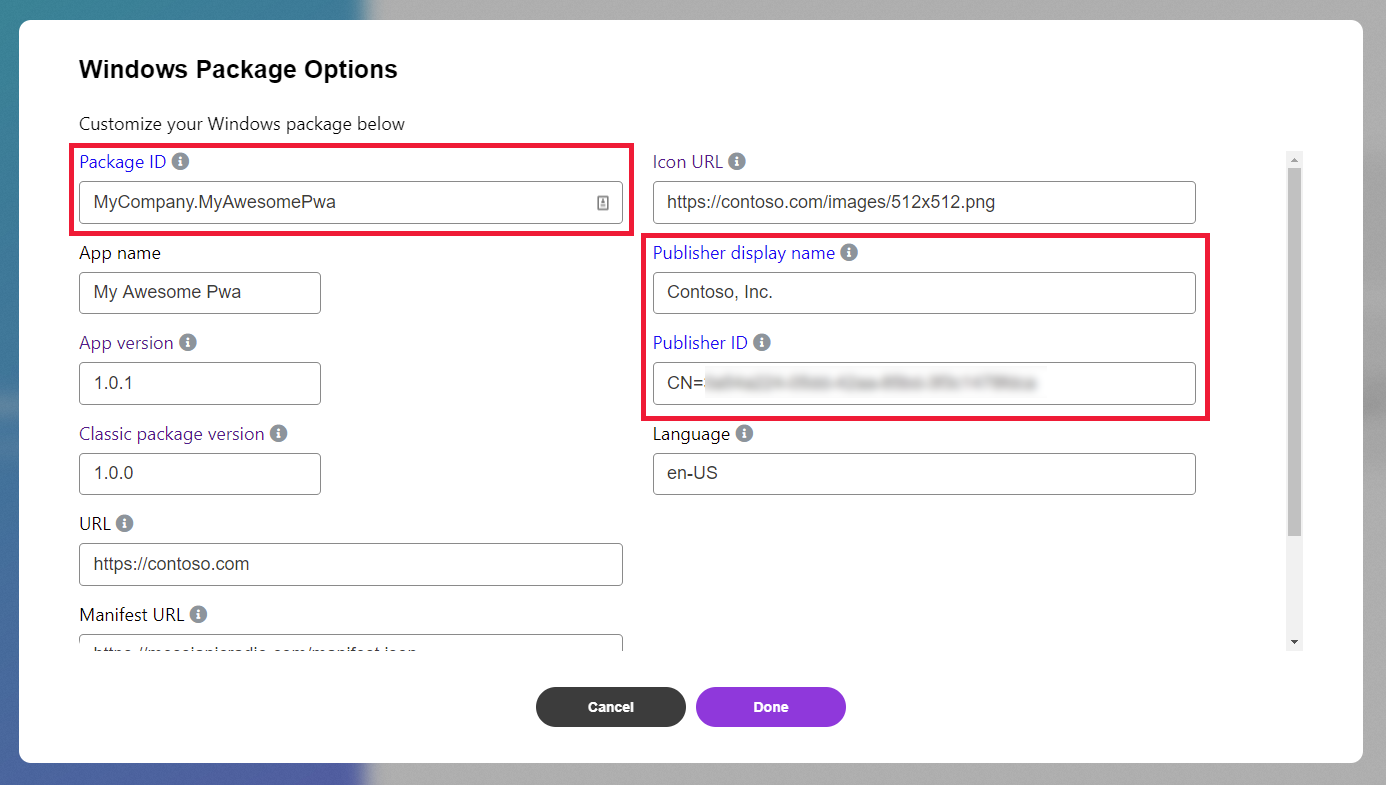 Windows Package Options
Customize your Windows package below
Package ID
MyCompany.MyAwesomePwa
App name
My Awesome Pwa
App version
1.0.1
Classic package version
1.0.0
URL
https://contoso.com
Manifest URL
Icon URL
https://contoso.com/images/512x512.png
Publisher display name
Contoso, Inc.
Publisher ID
CN=
Language
en-US
Cancel
Done